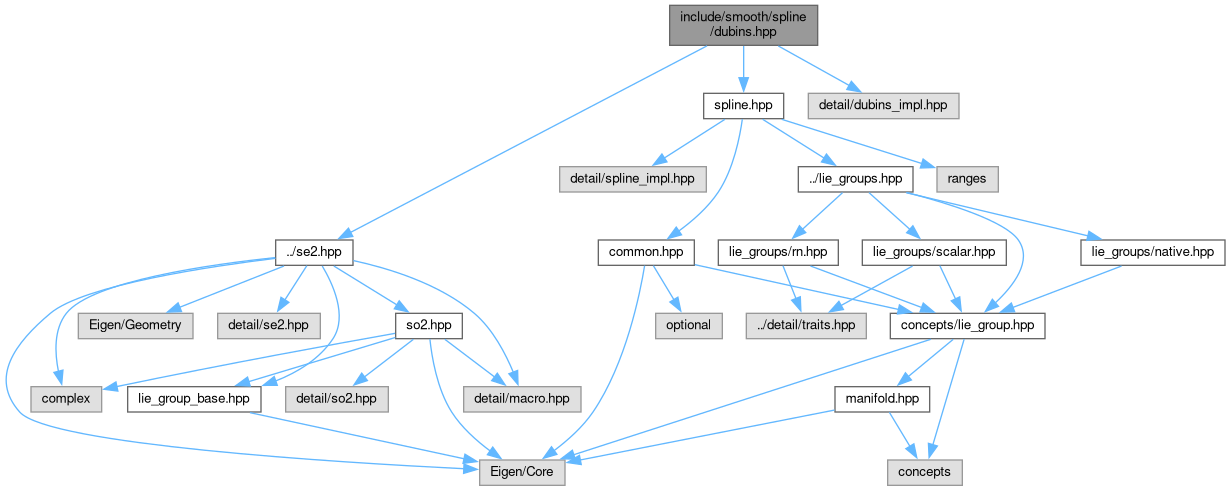 include/smooth/spline
/dubins.hpp
spline.hpp
detail/dubins_impl.hpp
detail/spline_impl.hpp
../lie_groups.hpp
ranges
../se2.hpp
common.hpp
lie_groups/rn.hpp
lie_groups/scalar.hpp
lie_groups/native.hpp
Eigen/Geometry
detail/se2.hpp
so2.hpp
optional
../detail/traits.hpp
concepts/lie_group.hpp
complex
lie_group_base.hpp
detail/so2.hpp
detail/macro.hpp
manifold.hpp
Eigen/Core
concepts